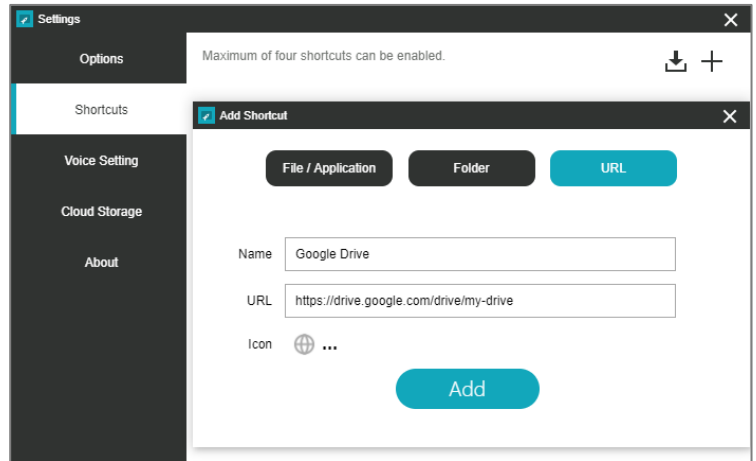 Settings
Options
Maximum of four shortcuts can be enabled.
Shortcuts
Add Shortcut
Voice Setting
File / Application
Folder
URL
Cloud Storage
About
Name
Google Drive
URL
https://drive.google.com/drive/my-drive
Icon
...
Add